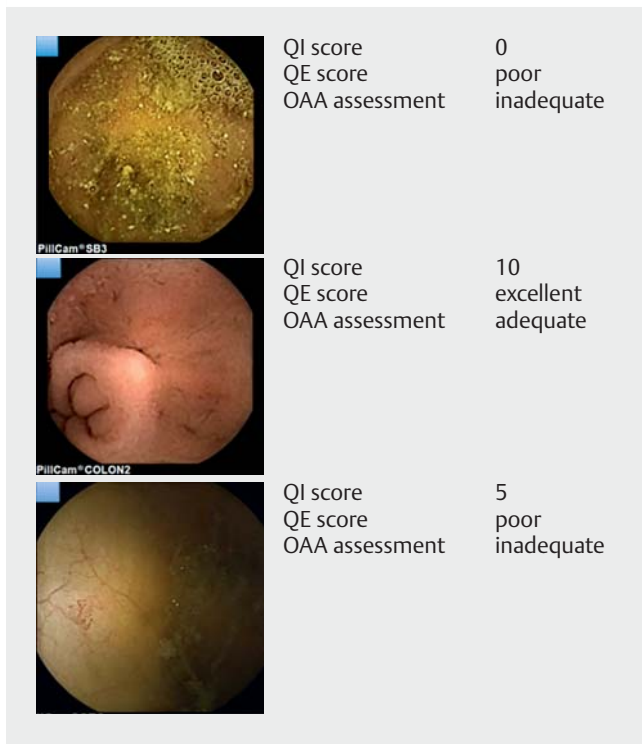 QI score 0
QE score poor
OAA assessment inadequate
PillCam®SB3
QI score 10
QE score excellent
OAA assessment adequate
PillCam®COLON2
QI score 5
QE score poor
OAA assessment inadequate